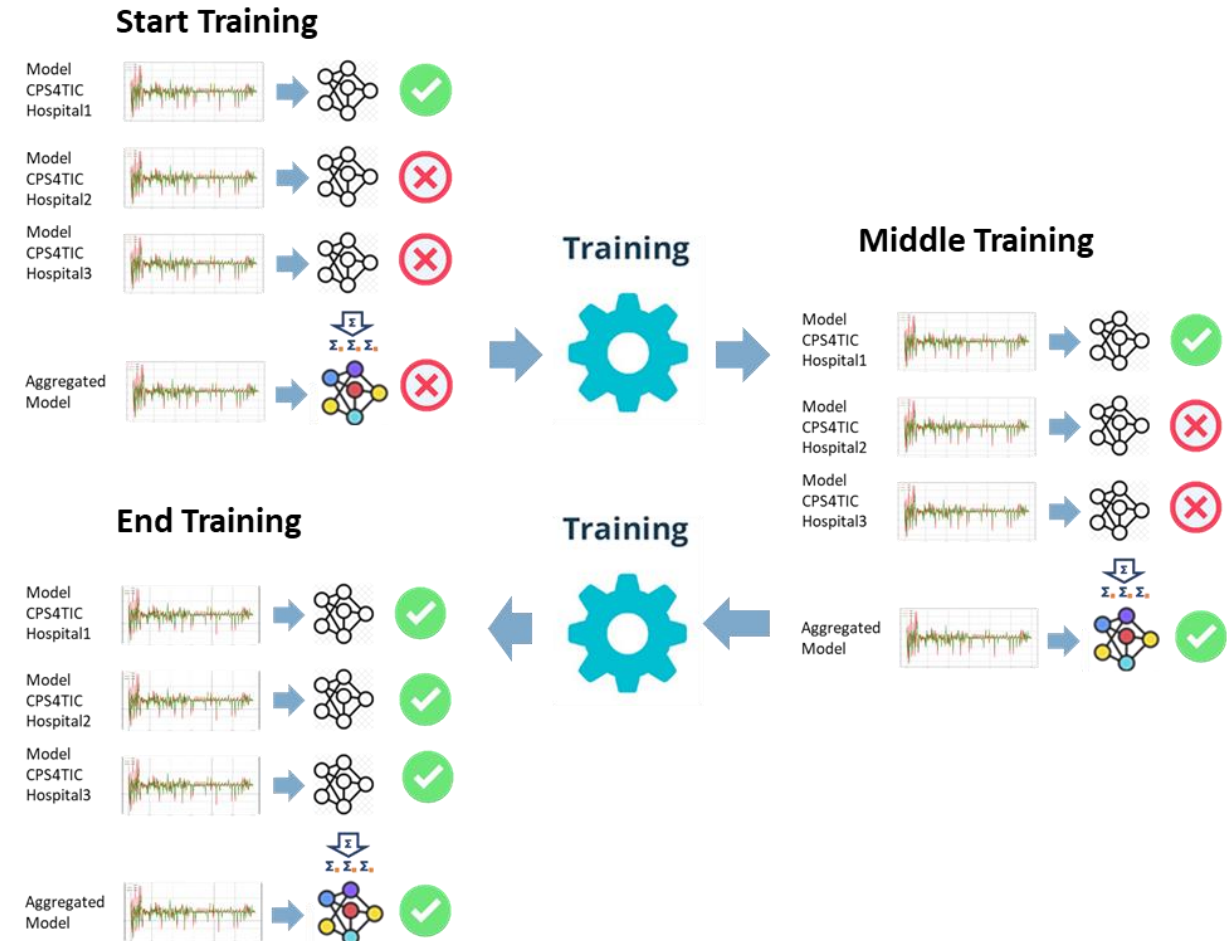 Start Training
Model
CPS4TIC
Hospital1
Model
CPS4TIC
Hospital2
Model
CPS4TIC
Hospital3
Σ
Σ. Σ. Σ.
Aggregated
Model
Training
Middle Training
Model
CPS4TIC
Hospital1
Model
CPS4TIC
Hospital2
Model
CPS4TIC
Hospital3
Σ
Σ. Σ. Σ.
Aggregated
Model
Training
End Training
Model
CPS4TIC
Hospital1
Model
CPS4TIC
Hospital2
Model
CPS4TIC
Hospital3
Σ
Σ. Σ. Σ.
Aggregated
Model